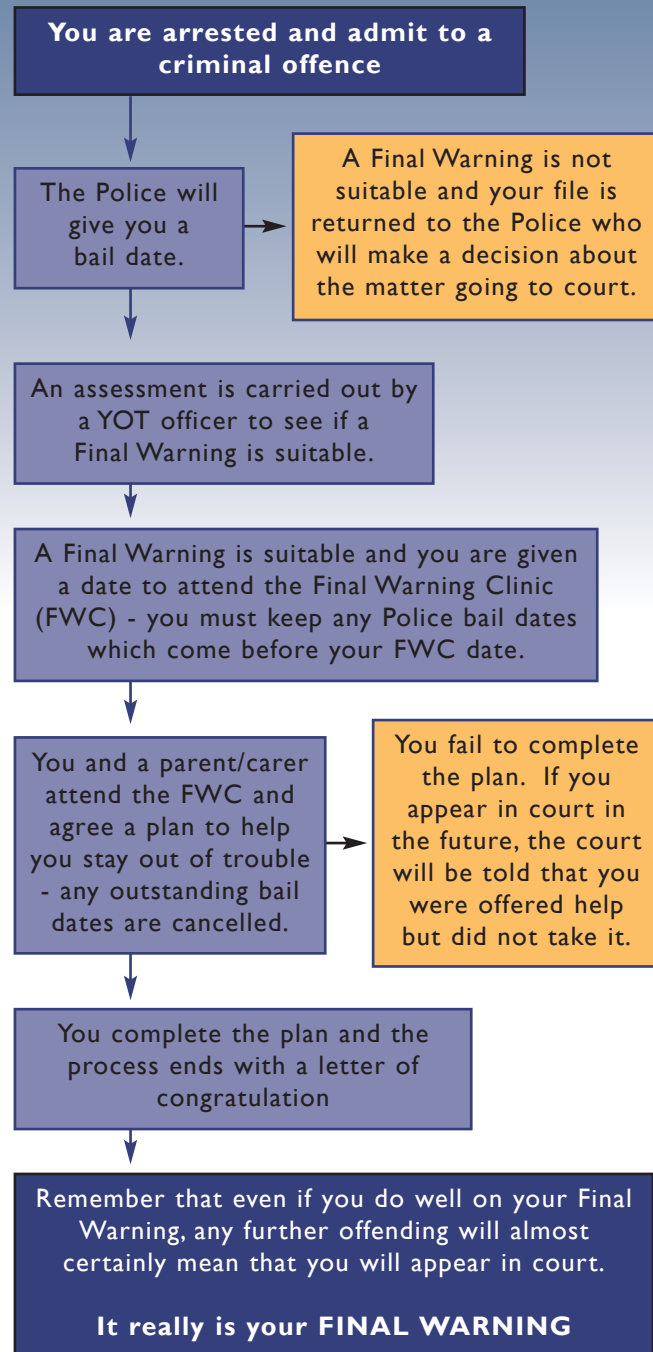 You are arrested and admit to a
criminal offence
The Police will
give you a
bail date.
A Final Warning is not
suitable and your file is
returned to the Police who
will make a decision about
the matter going to court.
An assessment is carried out by
a YOT officer to see if a
Final Warning is suitable.
A Final Warning is suitable and you are given
a date to attend the Final Warning Clinic
(FWC) - you must keep any Police bail dates
which come before your FWC date.
You and a parent/carer
attend the FWC and
agree a plan to help
you stay out of trouble
- any outstanding bail
dates are cancelled.
You fail to complete
the plan. If you
appear in court in
the future, the court
will be told that you
were offered help
but did not take it.
You complete the plan and the
process ends with a letter of
congratulation
Remember that even if you do well on your Final
Warning, any further offending will almost
certainly mean that you will appear in court.
It really is your FINAL WARNING